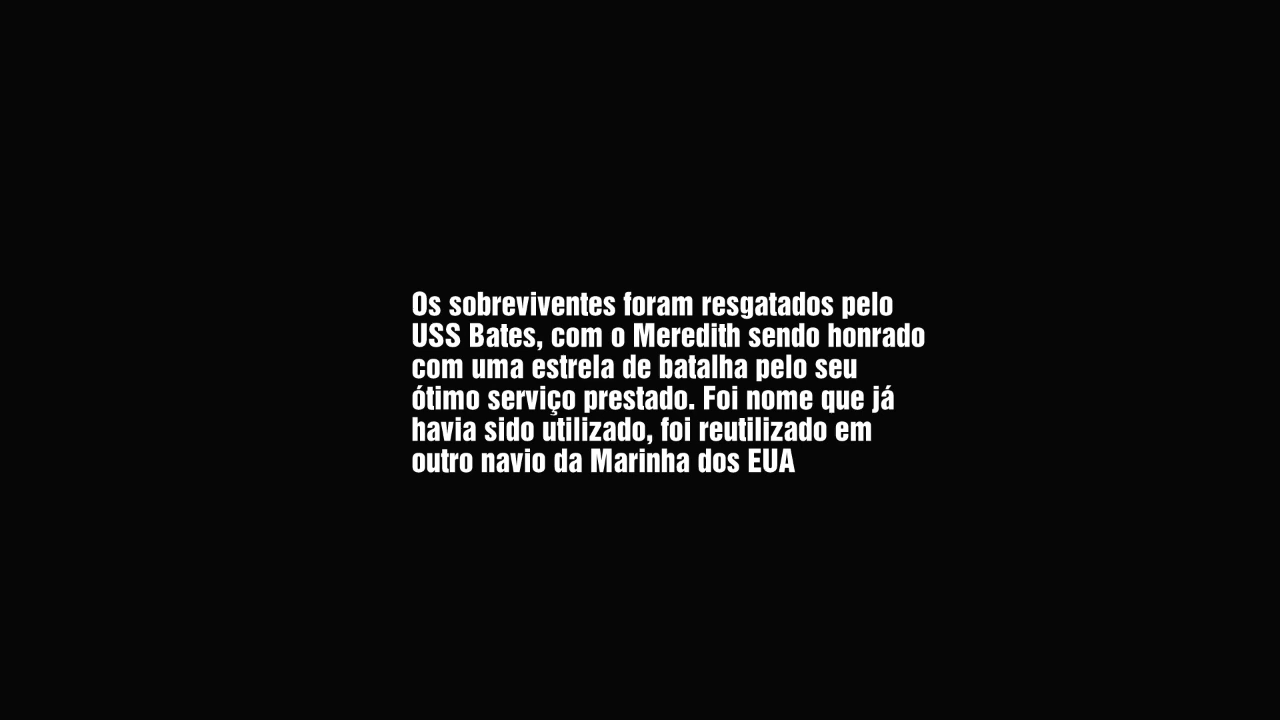 Os sobreviventes foram resgatados pelo
USS Bates, com o Meredith sendo honrado
com uma estrela de batalha pelo seu
ótimo serviço prestado. Foi nome que já
havia sido utilizado, foi reutilizado em
outro navio da Marinha dos EUA